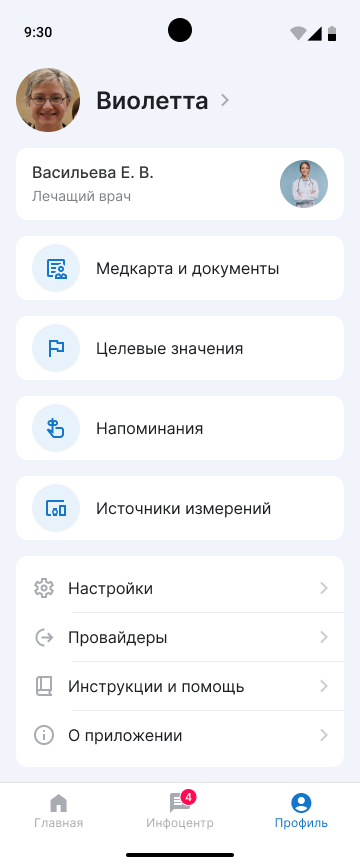 9:30
Виолетта
Васильева Е. В.
Лечащий врач
Медкарта и документы
Целевые значения
Напоминания
Источники измерений
Настройки
Провайдеры
Инструкции и помощь
О приложении
4
Главная
Инфоцентр
Профиль